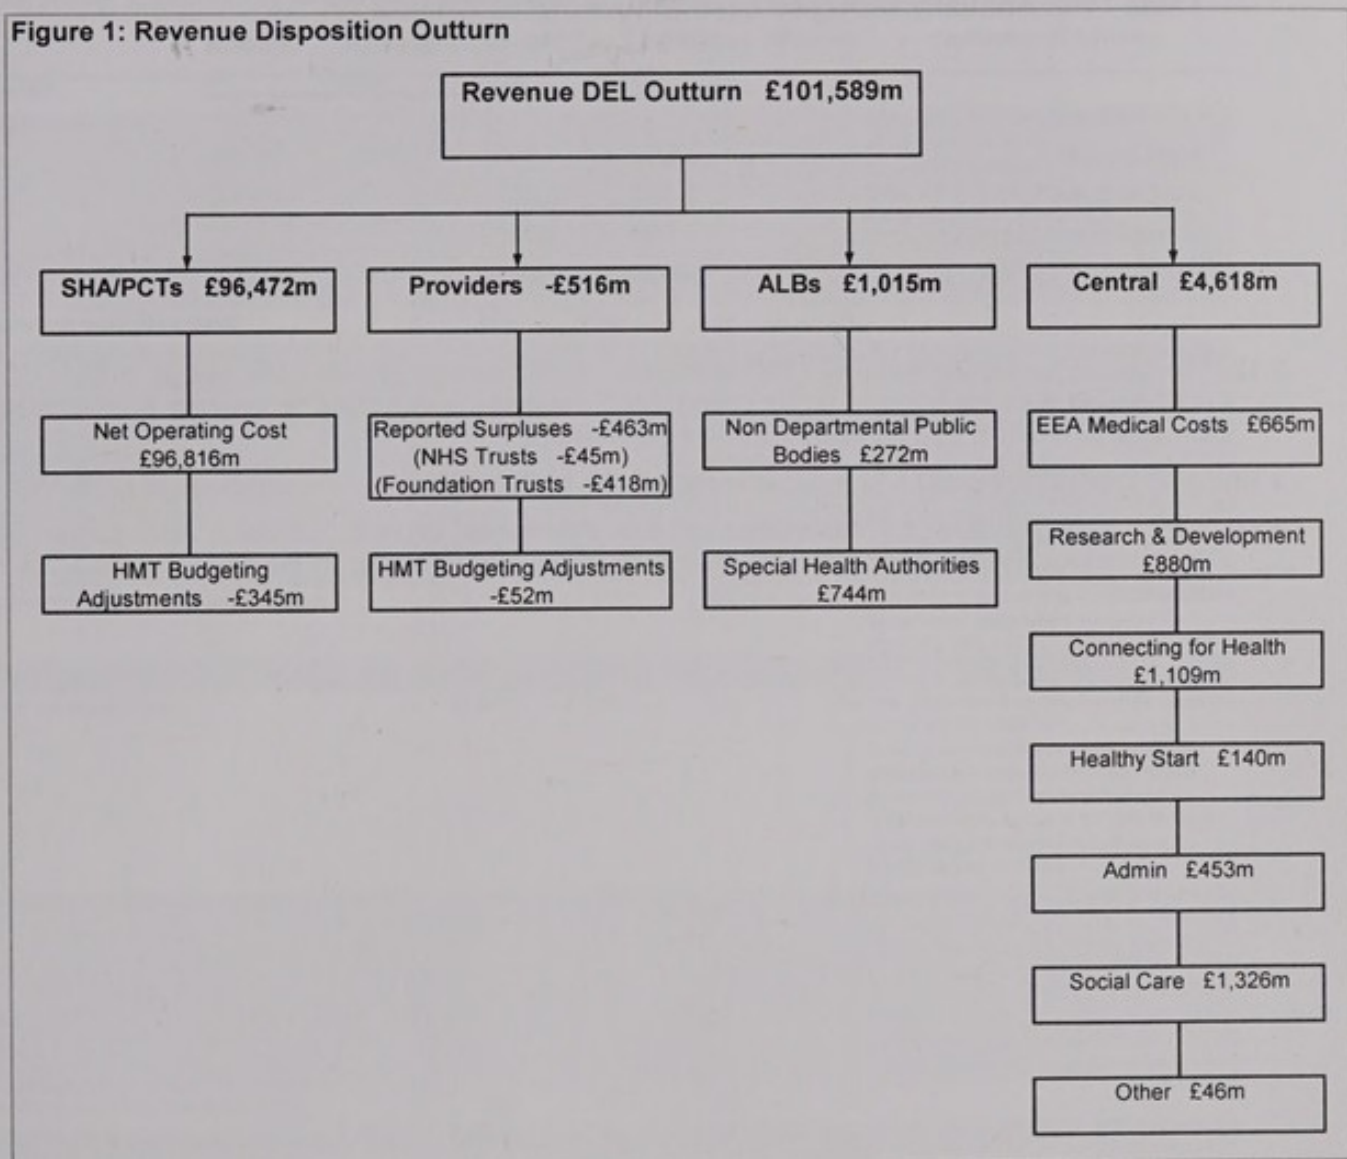 Figure 1: Revenue Disposition Outturn
Revenue DEL Outturn £101,589m
SHA/PCTs £96,472m
Providers -£516m
ALBs £1,015m
Central £4,618m
Net Operating Cost
£96,816m
HMT Budgeting
Adjustments -£345m
Reported Surpluses -£463m
(NHS Trusts -£45m)
(Foundation Trusts -£418m)
HMT Budgeting Adjustments
-£52m
Non Departmental Public
Bodies £272m
Special Health Authorities
£744m
EEA Medical Costs £665m
Research & Development
£880m
Connecting for Health
£1,109m
Healthy Start £140m
Admin £453m
Social Care £1,326m
Other £46m